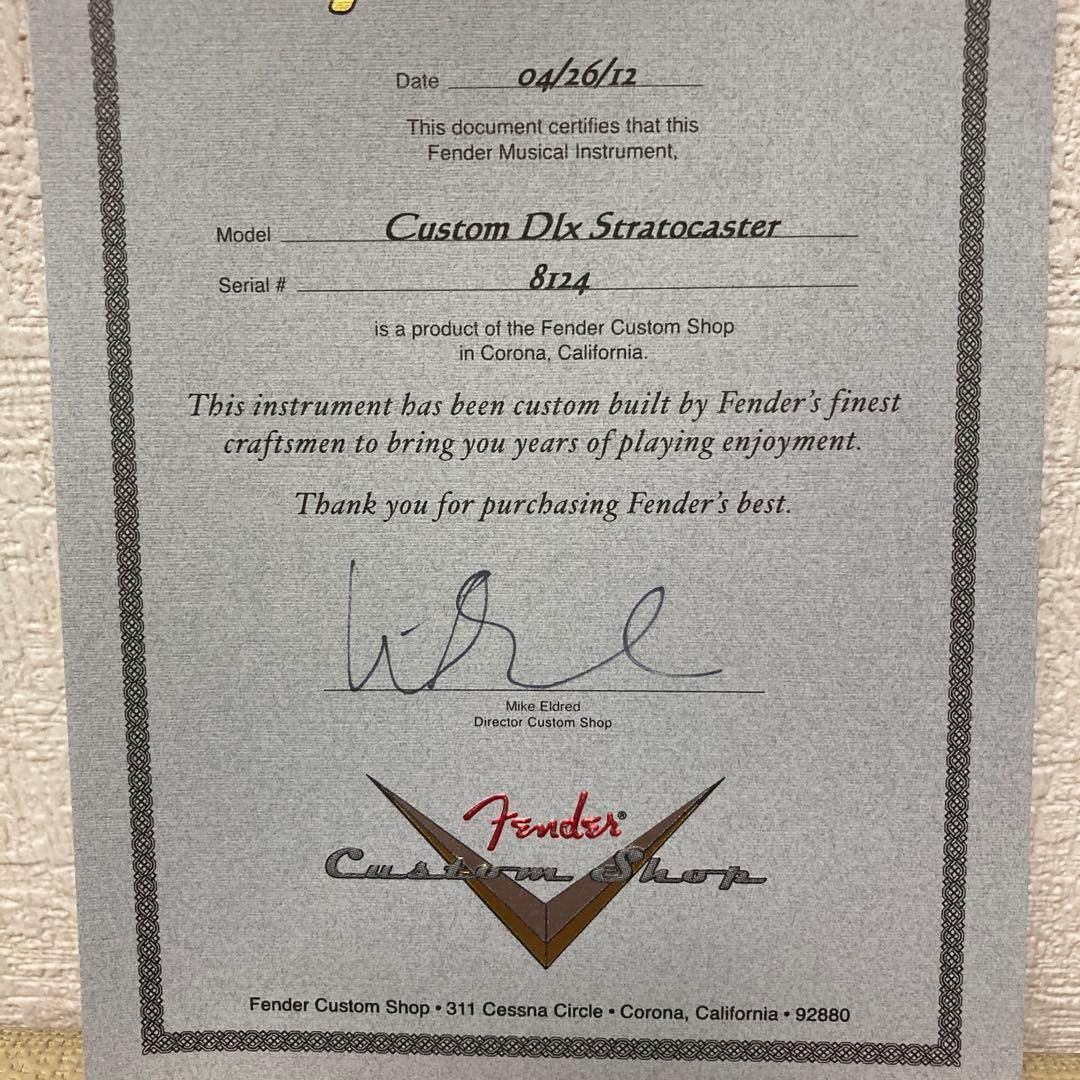 Date 04/26/12
This document certifies that this
Fender Musical Instrument,
Model Custom Dlx Stratocaster
Serial # 8124
is a product of the Fender Custom Shop
in Corona, California.
This instrument has been custom built by Fender's finest
craftsmen to bring you years of playing enjoyment.
Thank you for purchasing Fender's best.
Mike Eldred
Director Custom Shop
Fender®
Custom Shop
Fender Custom Shop • 311 Cessna Circle • Corona, California • 92880